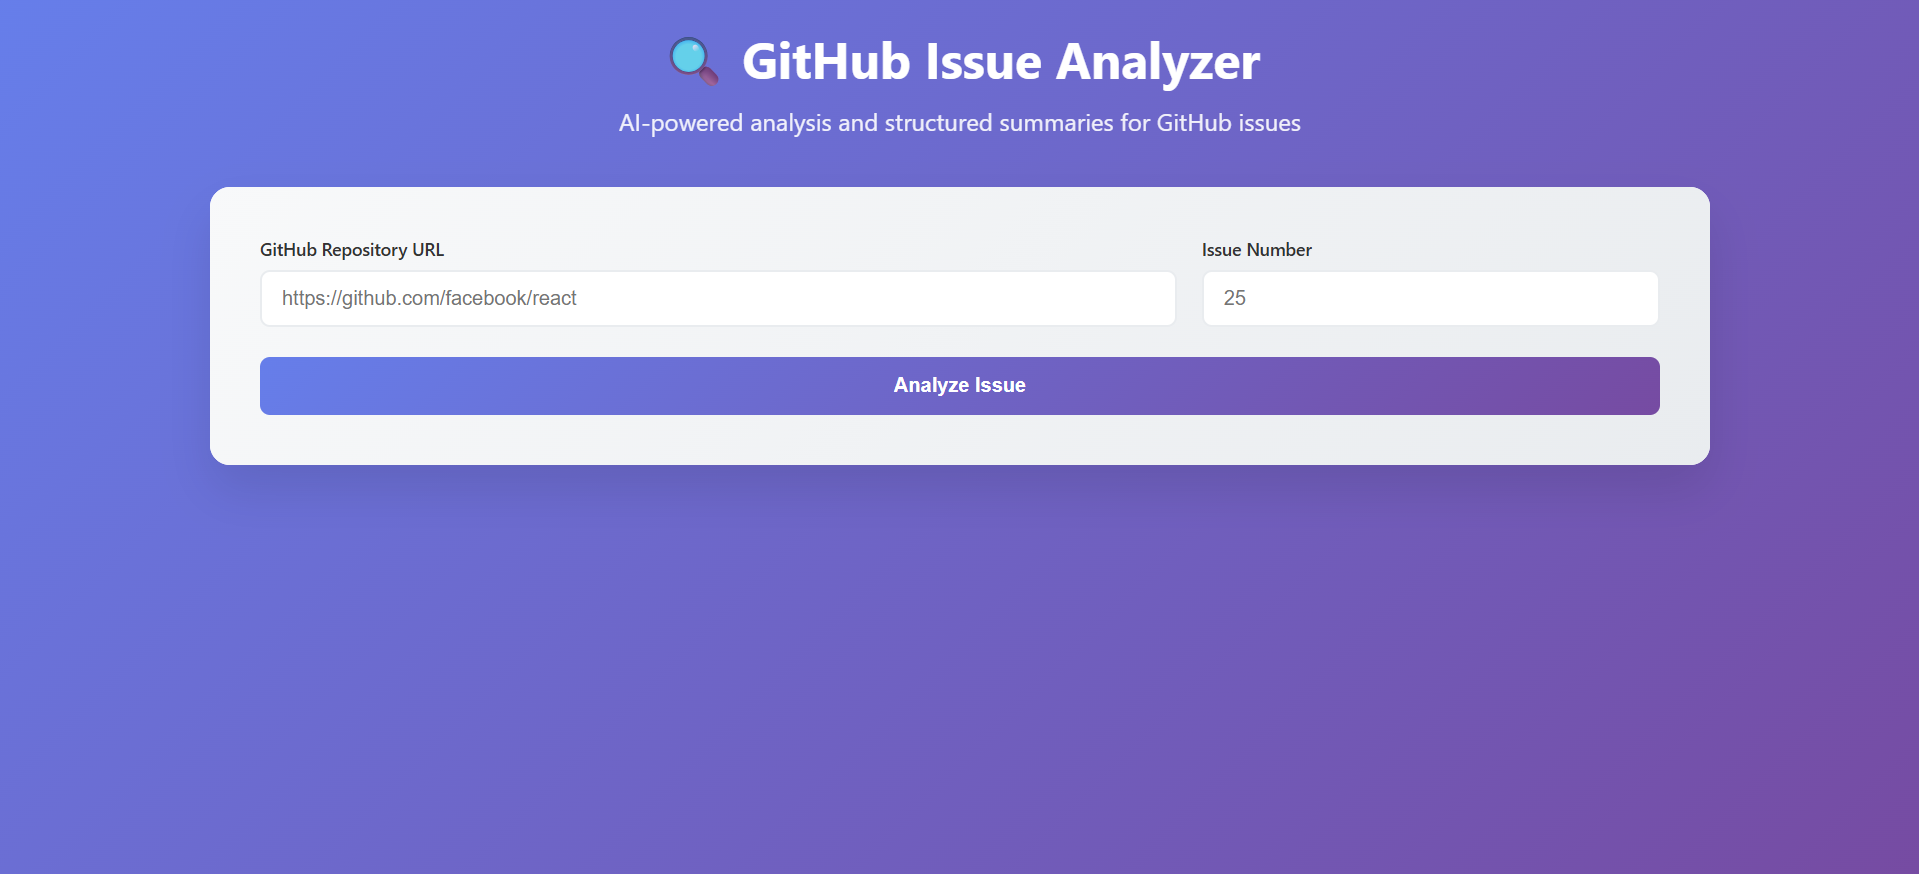 GitHub Issue Analyzer
AI-powered analysis and structured summaries for GitHub issues
GitHub Repository URL
Issue Number
https://github.com/facebook/react
25
Analyze Issue